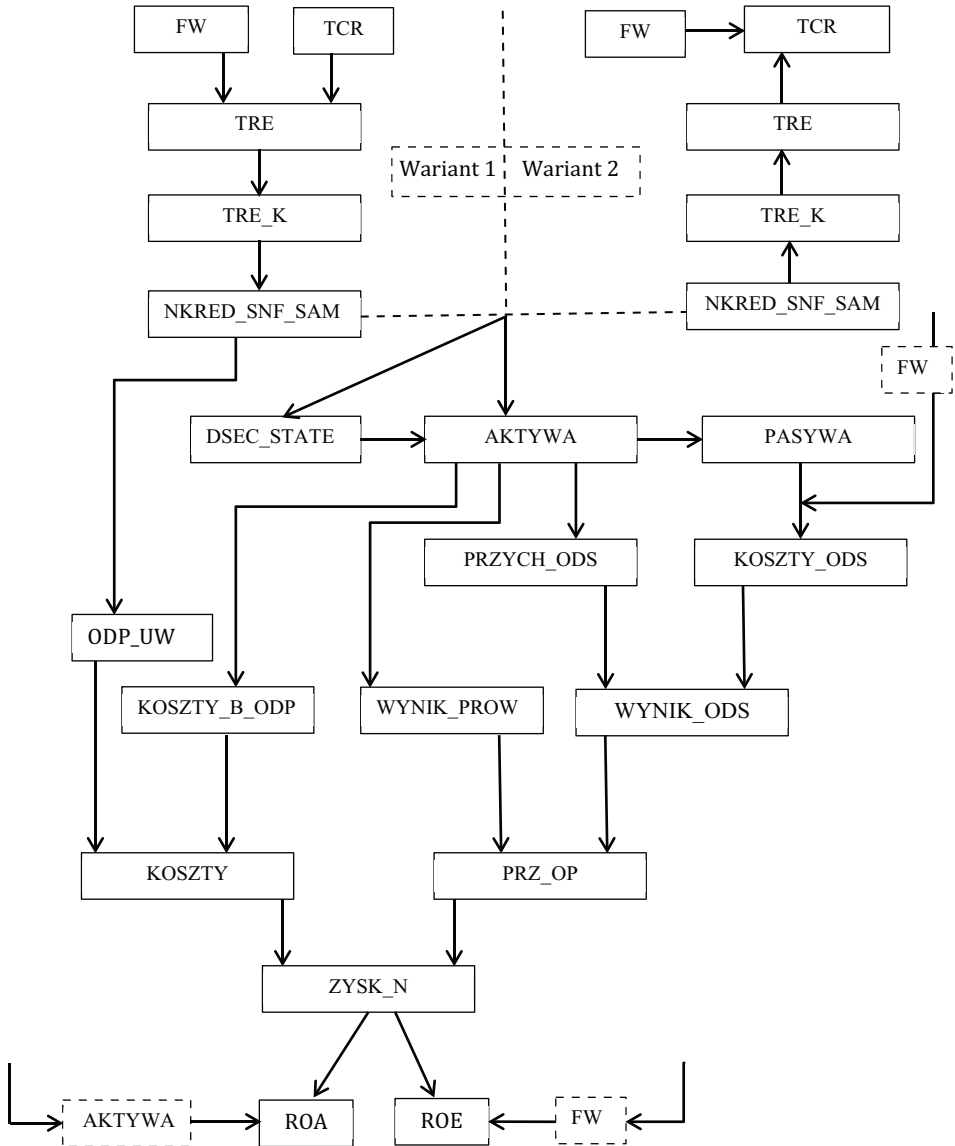 FW
TCR
FW
TCR
TRE
TRE
Wariant 1
Wariant 2
TRE_K
TRE_K
NKRED_SNF_SAM
NKRED_SNF_SAM
FW
DSEC_STATE
AKTYWA
PASYWA
PRZYCH_ODS
KOSZTY_ODS
ODP_UW
KOSZTY_B_ODP
WYNIK_PROW
WYNIK_ODS
KOSZTY
PRZ_OP
ZYSK_N
AKTYWA
ROA
ROE
FW